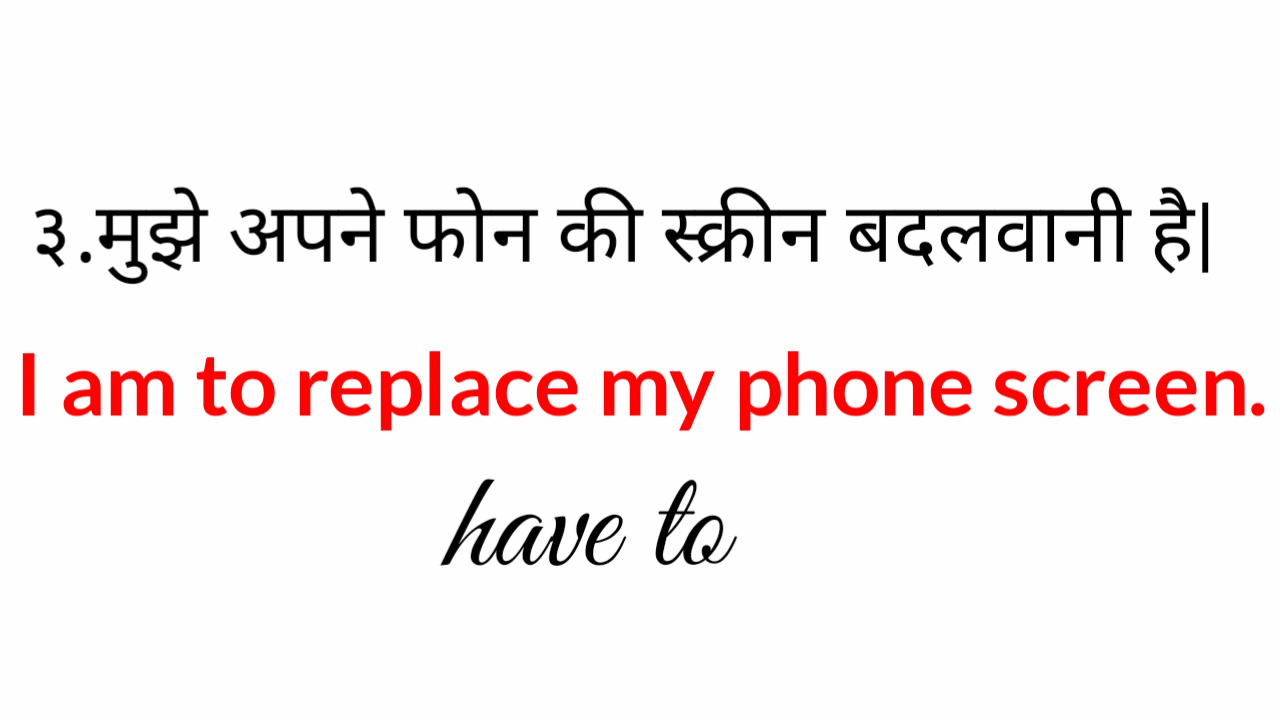 ३.मुझे अपने फोन की स्क्रीन बदलवानी है|
I am to replace my phone screen.
have to